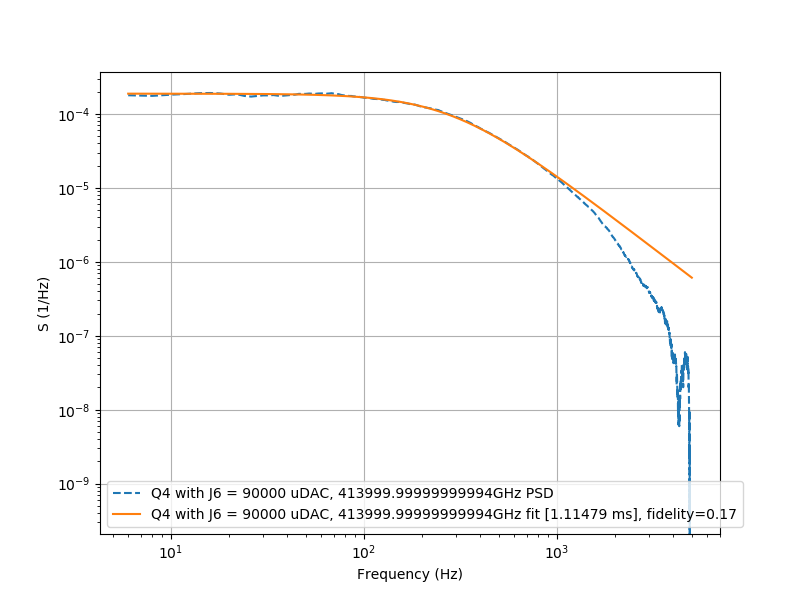 S (1/Hz)
10⁻⁴
10⁻⁵
10⁻⁶
10⁻⁷
10⁻⁸
10⁻⁹
Q4 with J6 = 90000 uDAC, 413999.99999999994GHz PSD
Q4 with J6 = 90000 uDAC, 413999.99999999994GHz fit [1.11479 ms], fidelity=0.17
10¹ 10² 10³
Frequency (Hz)